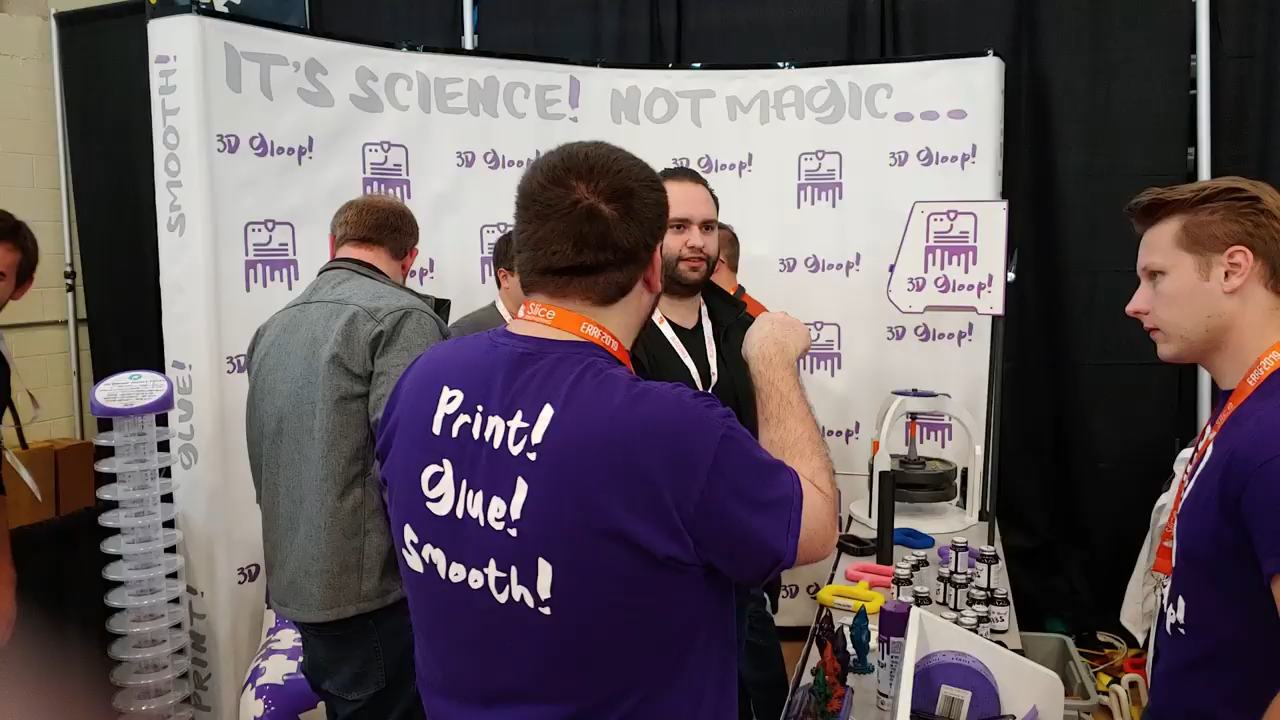 IT'S SCIENCE! NOT MAGIC...
SMOOTH!
GLUE!
PRINT!
3D Gloop!
3D Gloop!
3D Gloop!
3D Gloop!
3D Gloop!
3D Gloop!
3D Gloop!
3D
3D
Slice
ERRF2019
Print!
Glue!
Smooth!
ERRF2019